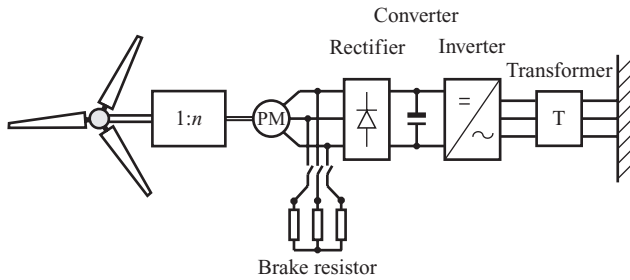 Converter
Rectifier Inverter
Transformer
1:n
PM
=
~
T
Brake resistor